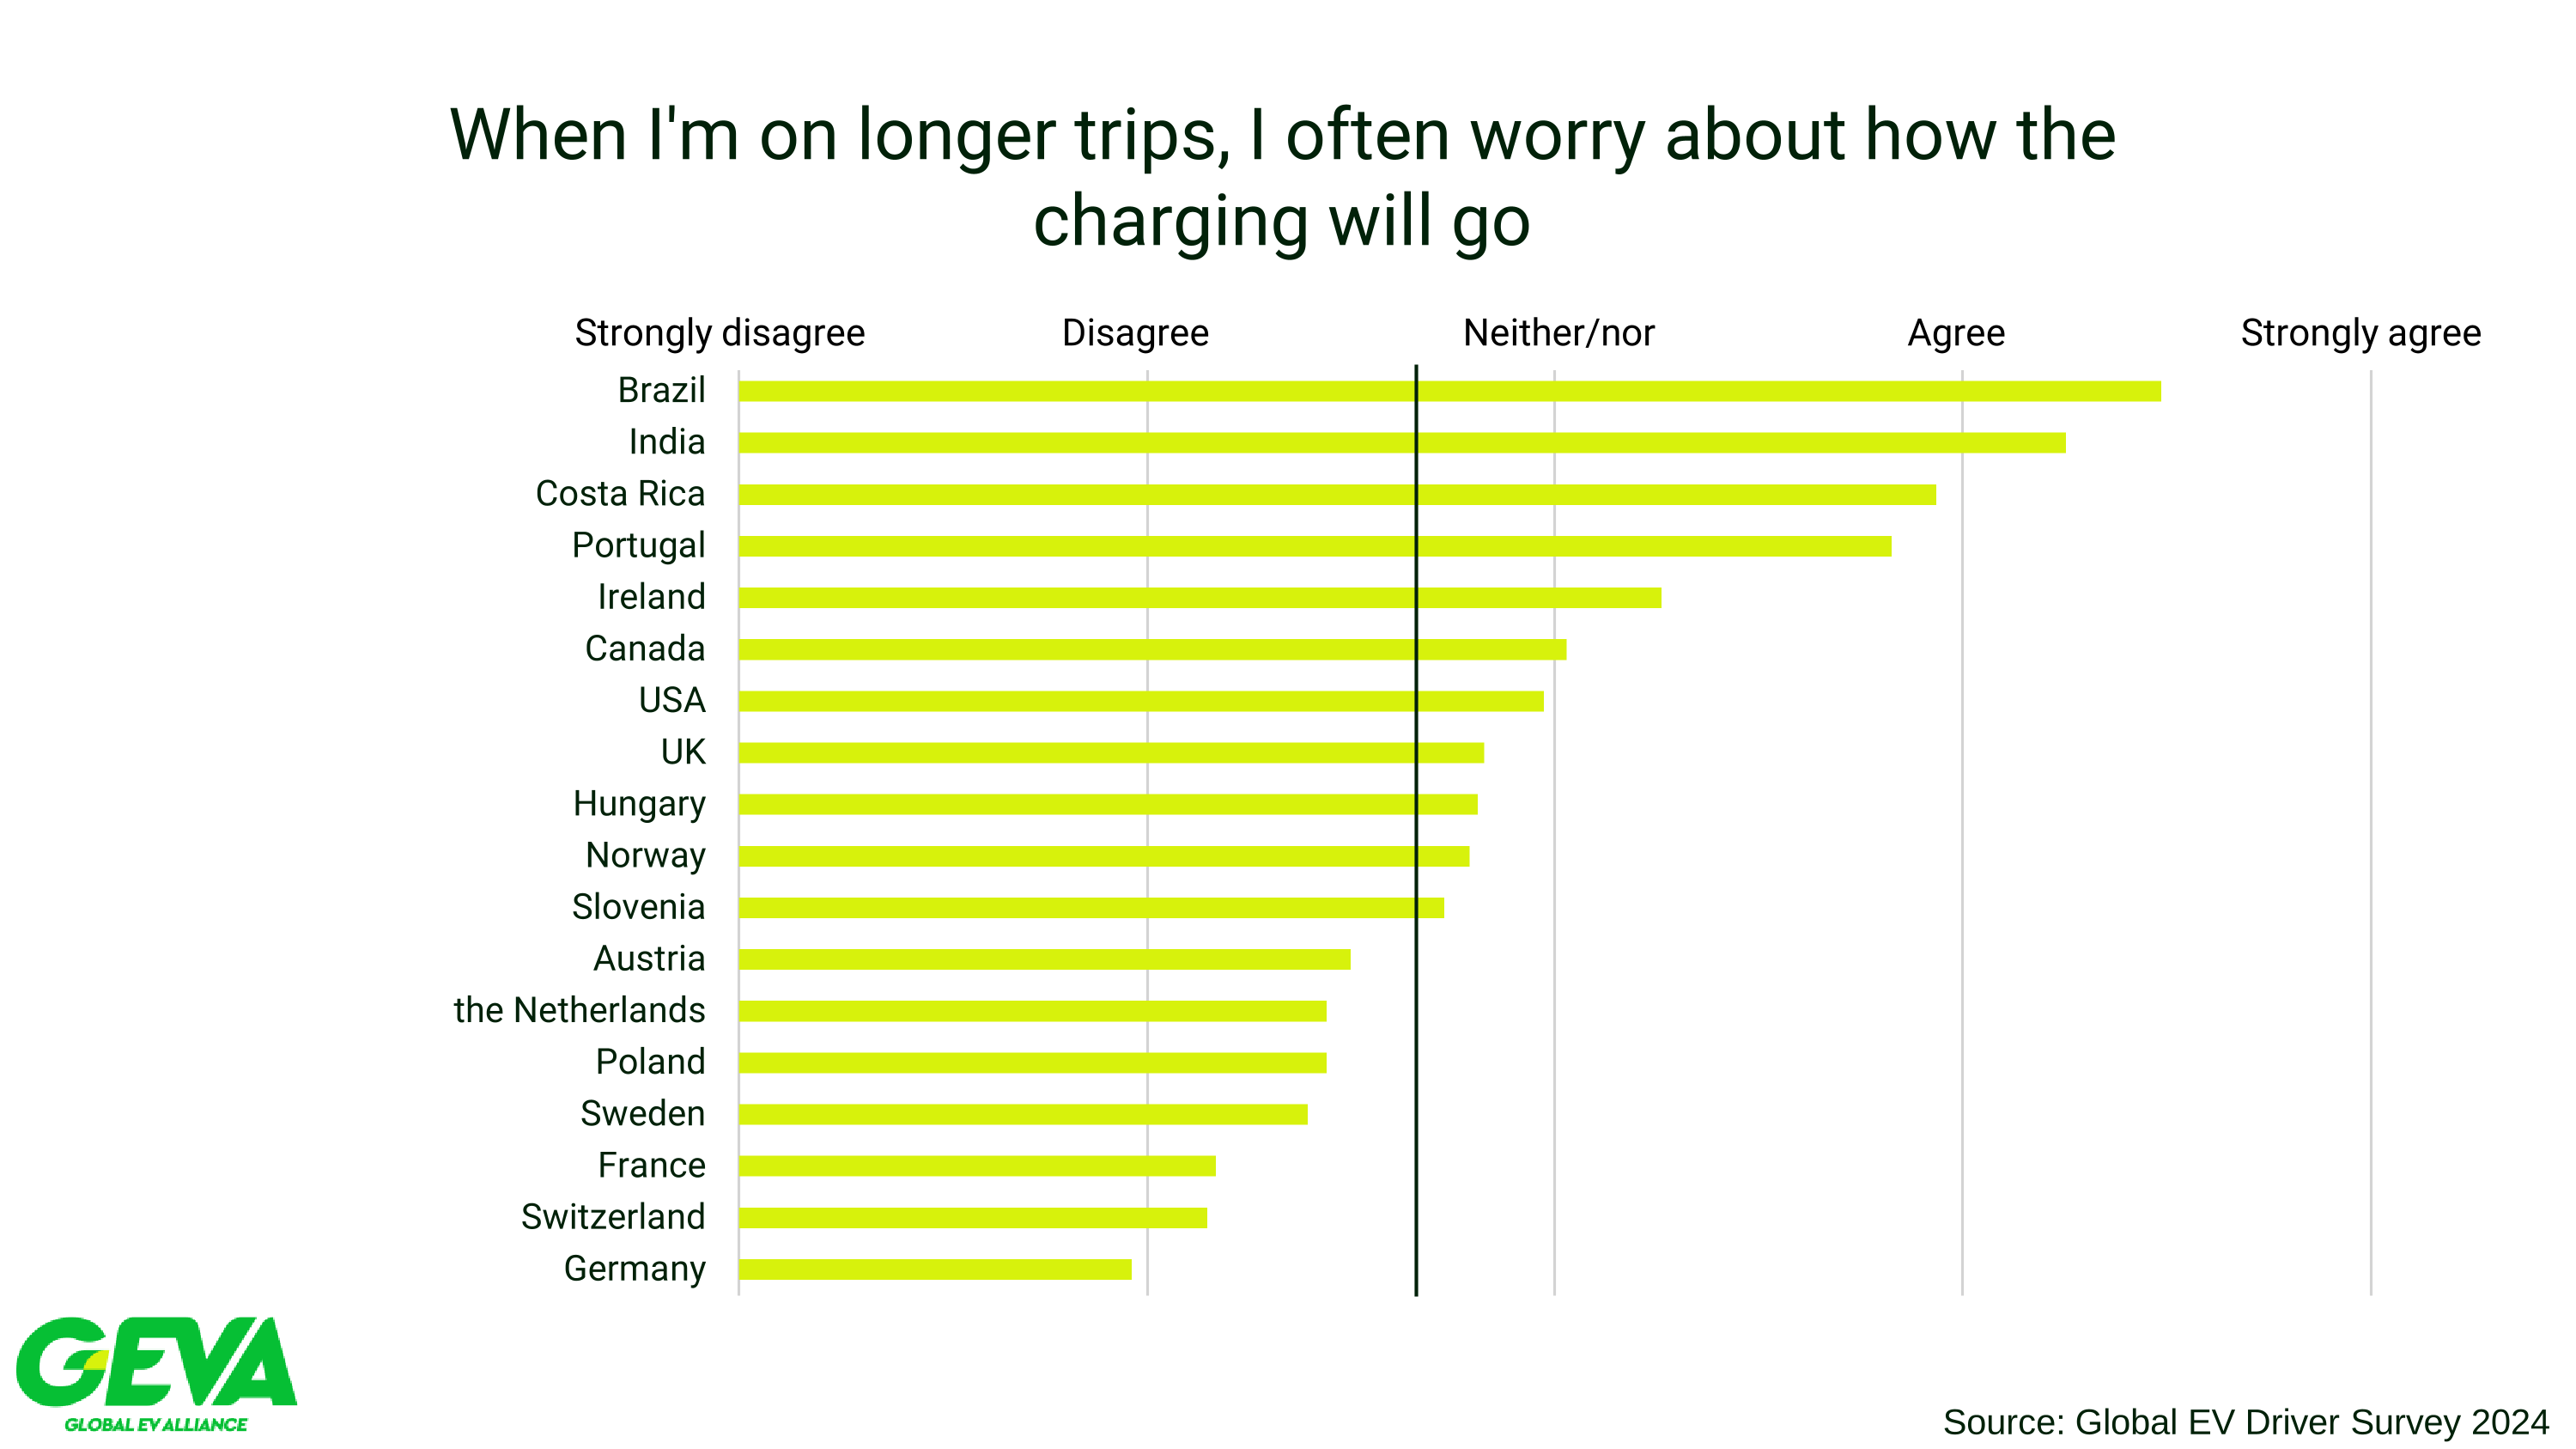 When I'm on longer trips, I often worry about how the
charging will go
Strongly disagree Disagree Neither/nor Agree Strongly agree
Brazil
India
Costa Rica
Portugal
Ireland
Canada
USA
UK
Hungary
Norway
Slovenia
Austria
the Netherlands
Poland
Sweden
France
Switzerland
Germany
GEVA
GLOBAL EV ALLIANCE
Source: Global EV Driver Survey 2024